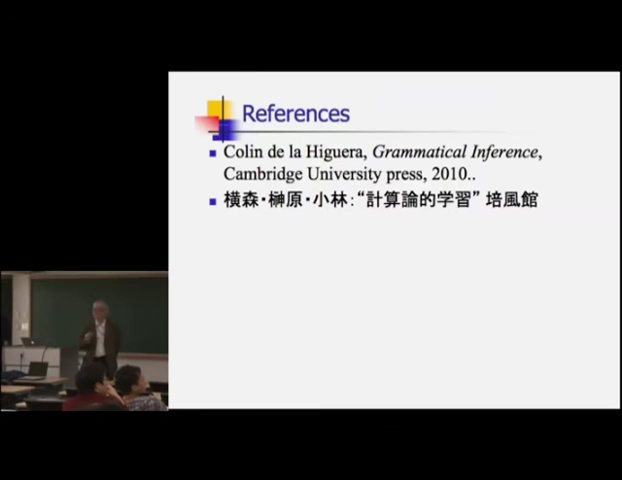 References
Colin de la Higuera, Grammatical Inference,
Cambridge University press, 2010..
横森・榊原・小林：“計算論的学習” 培風館